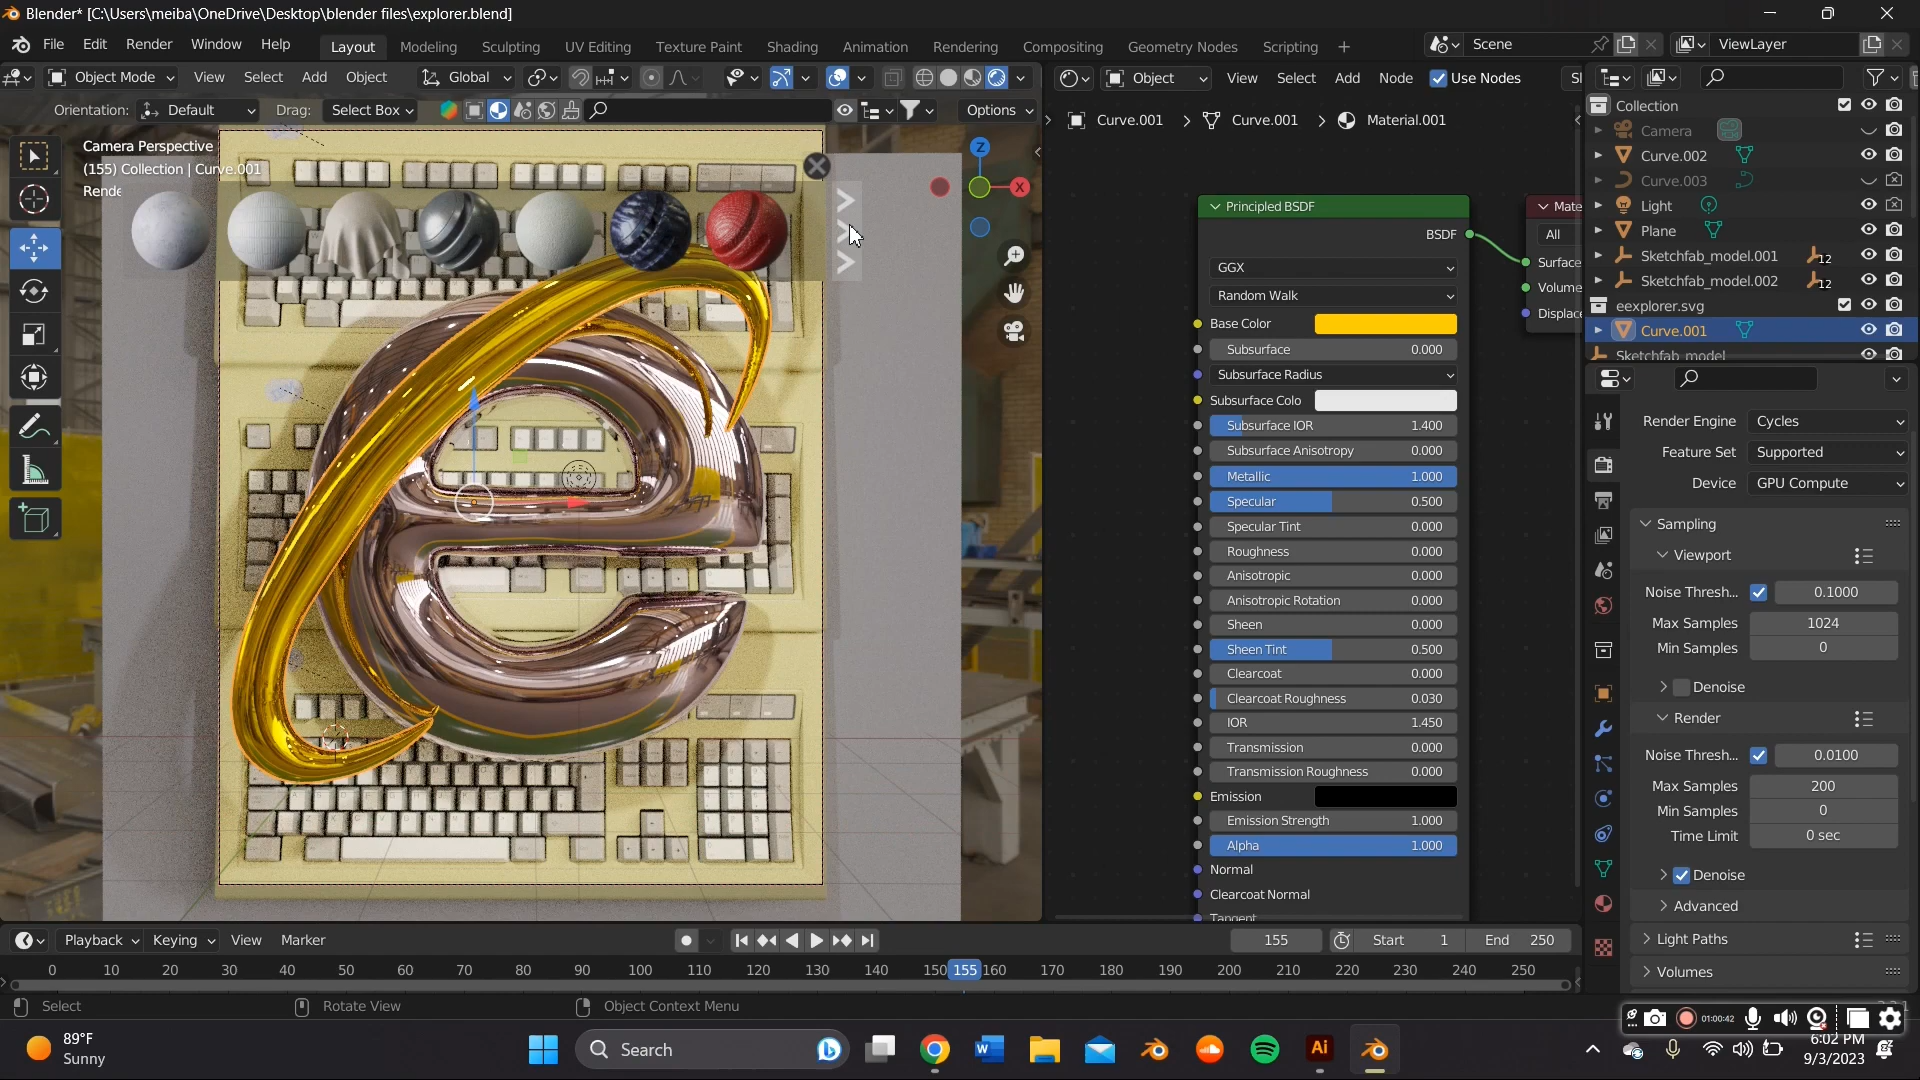 Blender* [C:\Users\meiba\OneDrive\Desktop\blender files\explorer.blend]
File Edit Render Window Help Layout Modeling Sculpting UV Editing Texture Paint Shading Animation Rendering Compositing Geometry Nodes Scripting + Scene ViewLayer
Object Mode View Select Add Object Global Object View Select Add Node Use Nodes
Orientation: Default Drag: Select Box Options
Camera Perspective
(155) Collection | Curve.001
Z
X
Curve.001 Curve.001 Material.001
Principled BSDF
BSDF
GGX
Random Walk
Base Color
Subsurface 0.000
Subsurface Radius
Subsurface Colo
Subsurface IOR 1.400
Subsurface Anisotropy 0.000
Metallic 1.000
Specular 0.500
Specular Tint 0.000
Roughness 0.000
Anisotropic 0.000
Anisotropic Rotation 0.000
Sheen 0.000
Sheen Tint 0.500
Clearcoat 0.000
Clearcoat Roughness 0.030
IOR 1.450
Transmission 0.000
Transmission Roughness 0.000
Emission
Emission Strength 1.000
Alpha 1.000
Normal
Clearcoat Normal
Tangent
Mate
All
Surface
Volume
Displace
Collection
Camera
Curve.002
Curve.003
Light
Plane
Sketchfab_model.001 12
Sketchfab_model.002 12
eexplorer.svg
Curve.001
Sketchfab_model
Render Engine Cycles
Feature Set Supported
Device GPU Compute
Sampling
Viewport
Noise Thresh... 0.1000
Max Samples 1024
Min Samples 0
Denoise
Render
Noise Thresh... 0.0100
Max Samples 200
Min Samples 0
Time Limit 0 sec
Denoise
Advanced
Light Paths
Volumes
Playback Keying View Marker 155 Start 1 End 250
0 10 20 30 40 50 60 70 80 90 100 110 120 130 140 150 155 160 170 180 190 200 210 220 230 240 250
Select Rotate View Object Context Menu
01:00:42
89°F
Sunny
Search
Ai
6:02 PM
9/3/2023